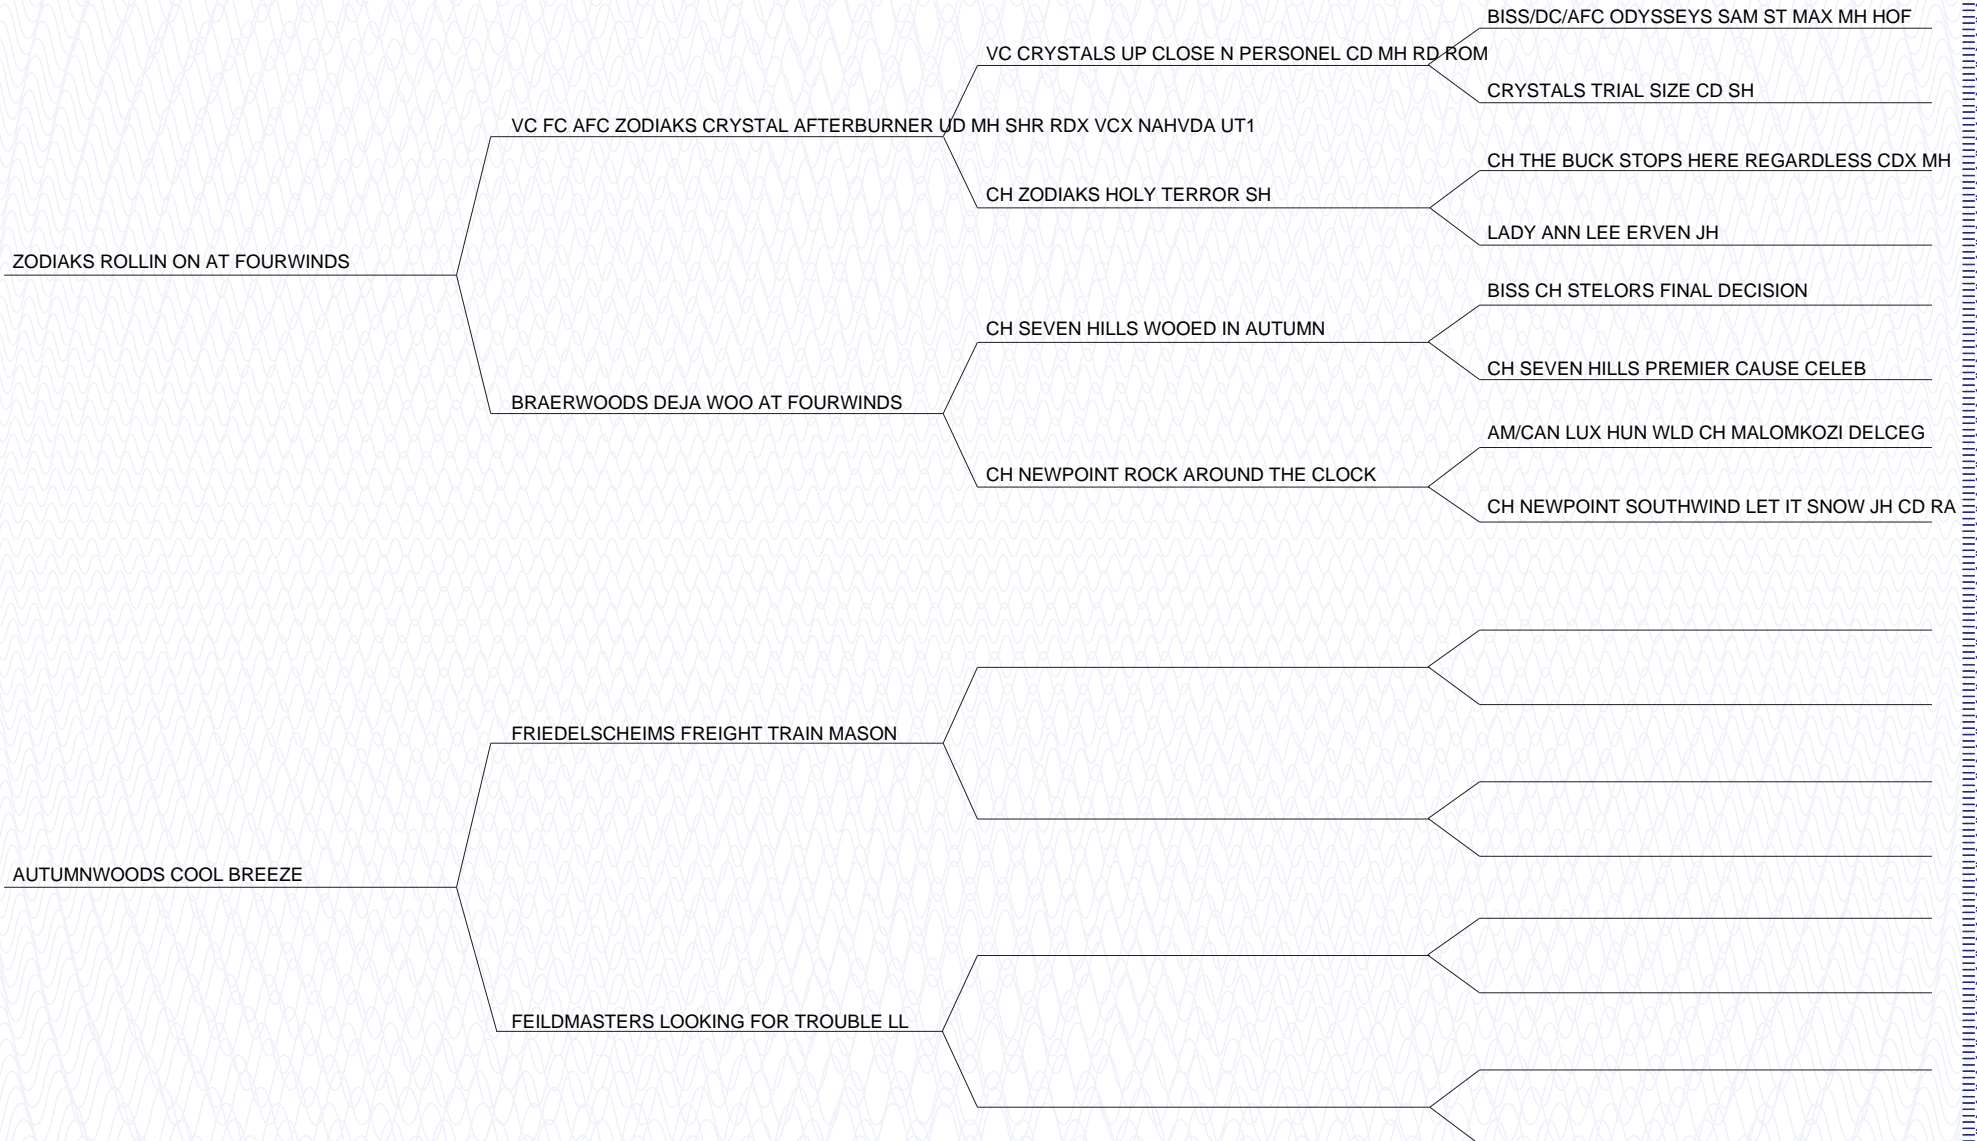 BISS/DC/AFC ODYSSEYS SAM ST MAX MH HOF
VC CRYSTALS UP CLOSE N PERSONEL CD MH RD ROM
CRYSTALS TRIAL SIZE CD SH
VC FC AFC ZODIAKS CRYSTAL AFTERBURNER UD MH SHR RDX VCX NAHVDA UT1
CH THE BUCK STOPS HERE REGARDLESS CDX MH
CH ZODIAKS HOLY TERROR SH
LADY ANN LEE ERVEN JH
ZODIAKS ROLLIN ON AT FOURWINDS
BISS CH STELORS FINAL DECISION
CH SEVEN HILLS WOOED IN AUTUMN
CH SEVEN HILLS PREMIER CAUSE CELEB
BRAERWOODS DEJA WOO AT FOURWINDS
AM/CAN LUX HUN WLD CH MALOMKOZI DELCEG
CH NEWPOINT ROCK AROUND THE CLOCK
CH NEWPOINT SOUTHWIND LET IT SNOW JH CD RA
FRIEDELSCHEIMS FREIGHT TRAIN MASON
AUTUMNWOODS COOL BREEZE
FEILDMASTERS LOOKING FOR TROUBLE LL